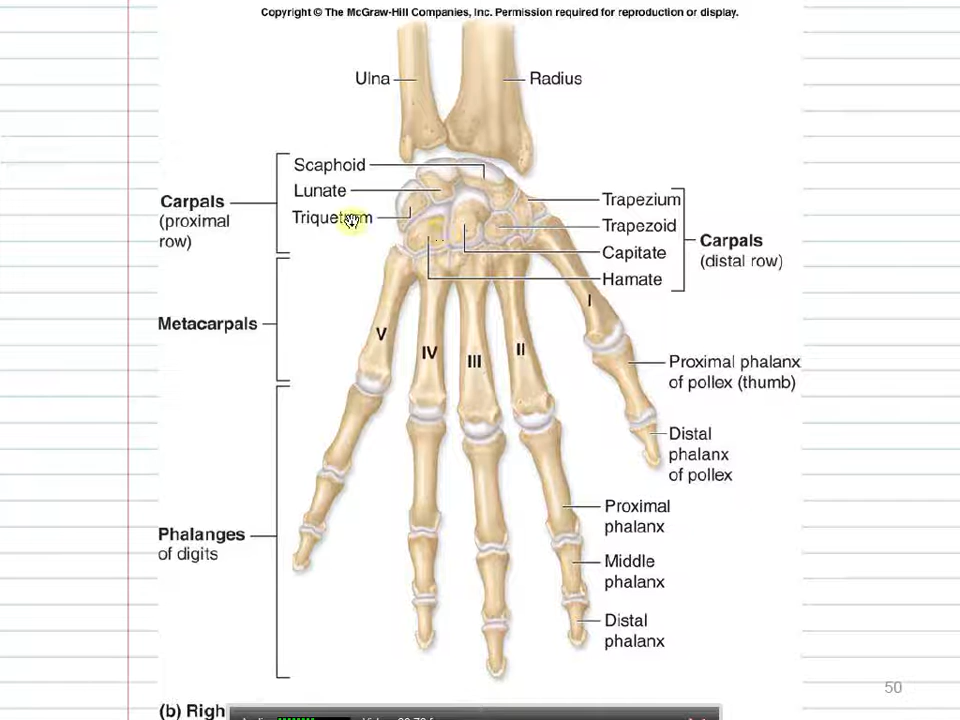 Copyright © The McGraw-Hill Companies, Inc. Permission required for reproduction or display.
Ulna
Radius
Scaphoid
Lunate
Carpals
(proximal
row)
Trapezium
Trapezoid
Capitate
Hamate
Carpals
(distal row)
Metacarpals
I
II
III
IV
V
Proximal phalanx
of pollex (thumb)
Distal
phalanx
of pollex
Proximal
phalanx
Middle
phalanx
Distal
phalanx
Phalanges
of digits
50
(b)